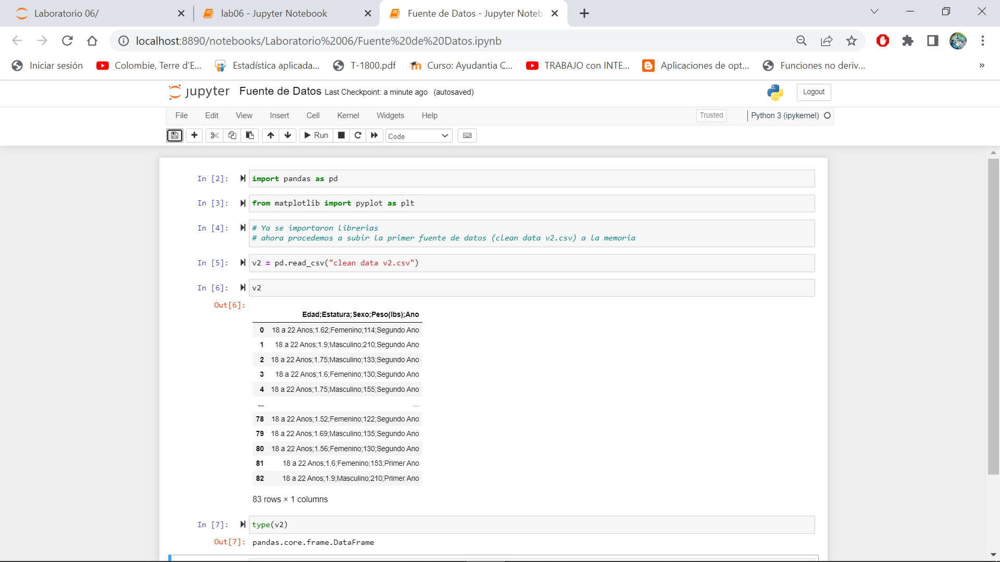 Laboratorio 06/
lab06 - Jupyter Notebook
Fuente de Datos - Jupyter Noteb
localhost:8890/notebooks/Laboratorio%2006/Fuente%20de%20Datos.ipynb
Iniciar sesión
Colombie, Terre d'E...
Estadística aplicada...
T-1800.pdf
Curso: Ayudantia C...
TRABAJO con INTE...
Aplicaciones de opt...
Funciones no deriv...
»
jupyter Fuente de Datos Last Checkpoint: a minute ago (autosaved)
Logout
File Edit View Insert Cell Kernel Widgets Help
Trusted
Python 3 (ipykernel)
Run
Code
In [2]: import pandas as pd
In [3]: from matplotlib import pyplot as plt
In [4]: # Ya se importaron librerias
# ahora procedemos a subir la primer fuente de datos (clean data v2.csv) a la memoria
In [5]: v2 = pd.read_csv("clean data v2.csv")
In [6]: v2
Out[6]:
Edad;Estatura;Sexo;Peso(lbs);Ano
0 18 a 22 Anos;1.62;Femenino;114;Segundo Ano
1 18 a 22 Anos;1.9;Masculino;210;Segundo Ano
2 18 a 22 Anos;1.75;Masculino;133;Segundo Ano
3 18 a 22 Anos;1.6;Femenino;130;Segundo Ano
4 18 a 22 Anos;1.75;Masculino;155;Segundo Ano
... ...
78 18 a 22 Anos;1.52;Femenino;122;Segundo Ano
79 18 a 22 Anos;1.69;Masculino;135;Segundo Ano
80 18 a 22 Anos;1.56;Femenino;130;Segundo Ano
81 18 a 22 Anos;1.6;Femenino;153;Primer Ano
82 18 a 22 Anos;1.9;Masculino;210;Primer Ano
83 rows × 1 columns
In [7]: type(v2)
Out[7]: pandas.core.frame.DataFrame